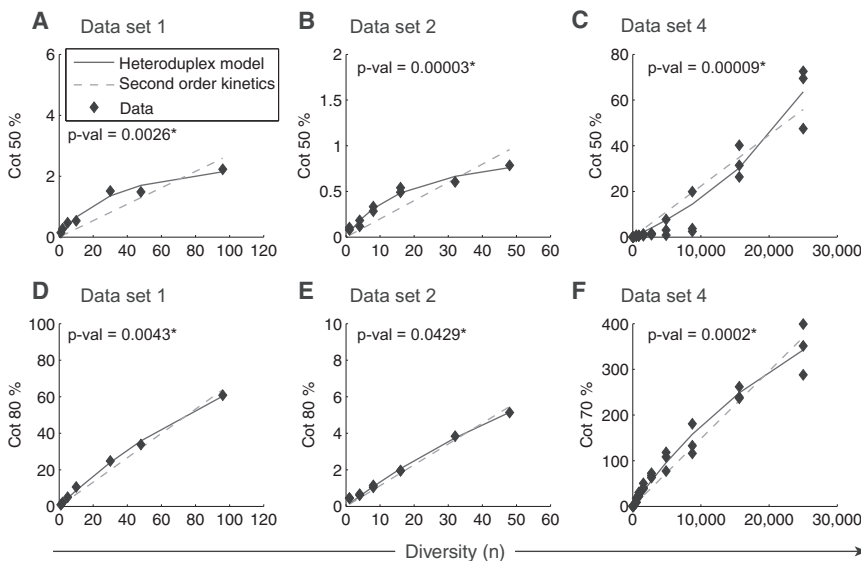 A Data set 1
B Data set 2
C Data set 4
Heteroduplex model
Second order kinetics
Data
p-val = 0.0026*
p-val = 0.00003*
p-val = 0.00009*
Cot 50 %
6
4
2
0
0 20 40 60 80 100 120
Cot 50 %
2
1.5
1
0.5
0
0 10 20 30 40 50 60
Cot 50 %
80
60
40
20
0
0 10,000 20,000 30,000
D Data set 1
E Data set 2
F Data set 4
p-val = 0.0043*
p-val = 0.0429*
p-val = 0.0002*
Cot 80 %
100
80
60
40
20
0
0 20 40 60 80 100 120
Cot 80 %
10
8
6
4
2
0
0 10 20 30 40 50 60
Cot 70 %
400
300
200
100
0
0 10,000 20,000 30,000
Diversity (n)